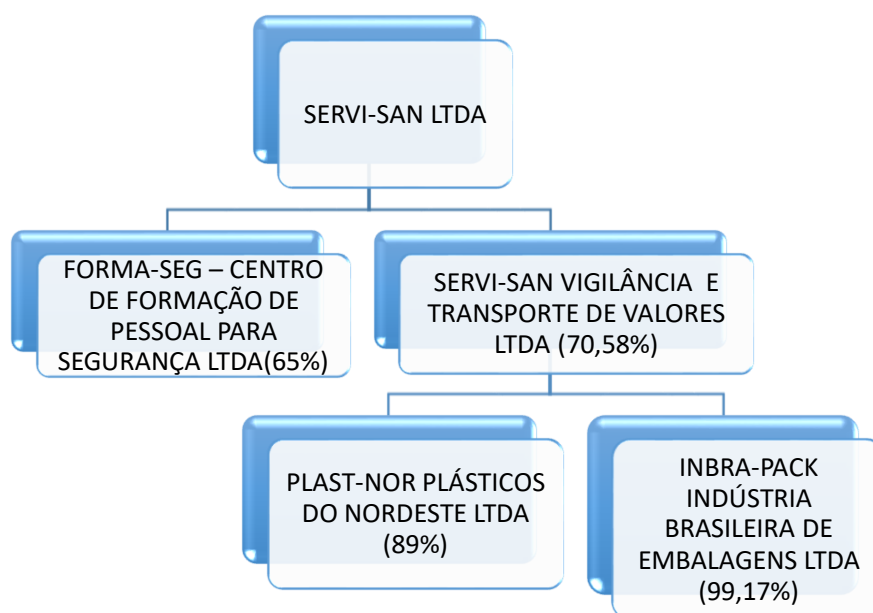 SERVI-SAN LTDA
FORMA-SEG – CENTRO
DE FORMAÇÃO DE
PESSOAL PARA
SEGURANÇA LTDA(65%)
SERVI-SAN VIGILÂNCIA E
TRANSPORTE DE VALORES
LTDA (70,58%)
PLAST-NOR PLÁSTICOS
DO NORDESTE LTDA
(89%)
INBRA-PACK
INDÚSTRIA
BRASILEIRA DE
EMBALAGENS LTDA
(99,17%)